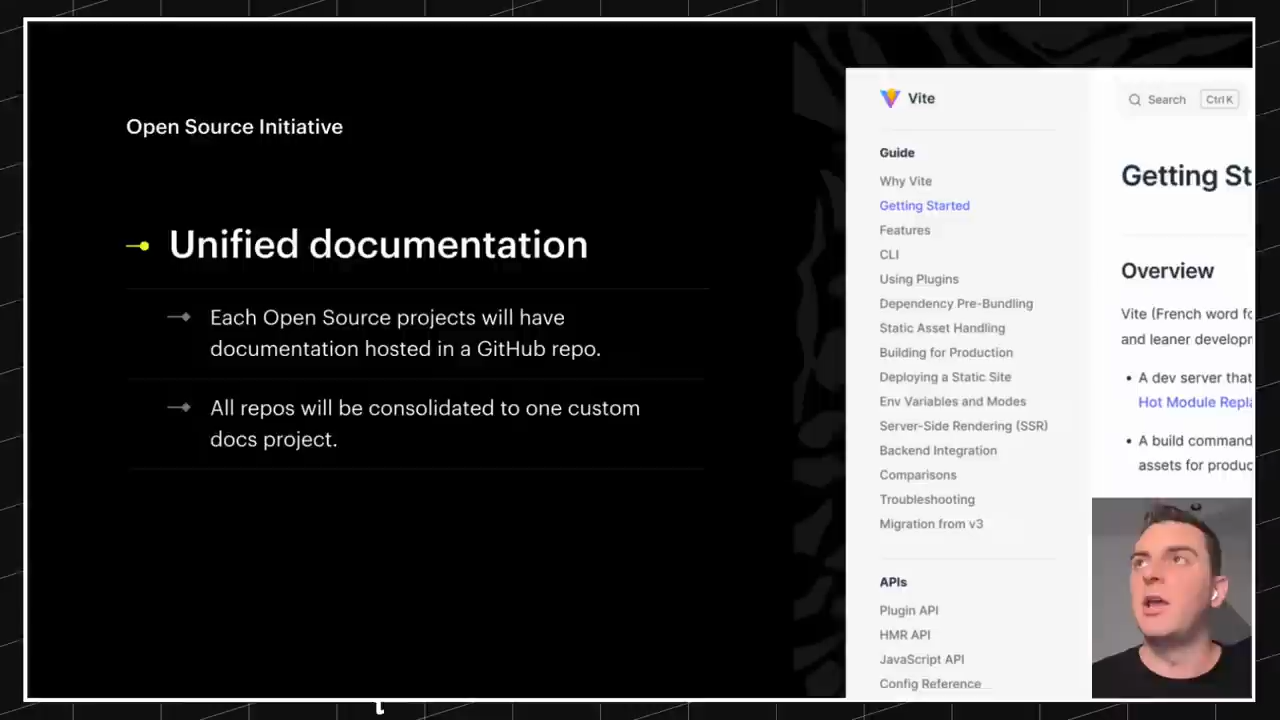 Open Source Initiative
Unified documentation
Each Open Source projects will have
documentation hosted in a GitHub repo.
All repos will be consolidated to one custom
docs project.
Vite
Guide
Why Vite
Getting Started
Features
CLI
Using Plugins
Dependency Pre-Bundling
Static Asset Handling
Building for Production
Deploying a Static Site
Env Variables and Modes
Server-Side Rendering (SSR)
Backend Integration
Comparisons
Troubleshooting
Migration from v3
APIs
Plugin API
HMR API
JavaScript API
Config Reference
Search Ctrl K
Getting St
Overview
Vite (French word fo
and leaner developr
• A dev server that
Hot Module Repla
• A build command
assets for produc